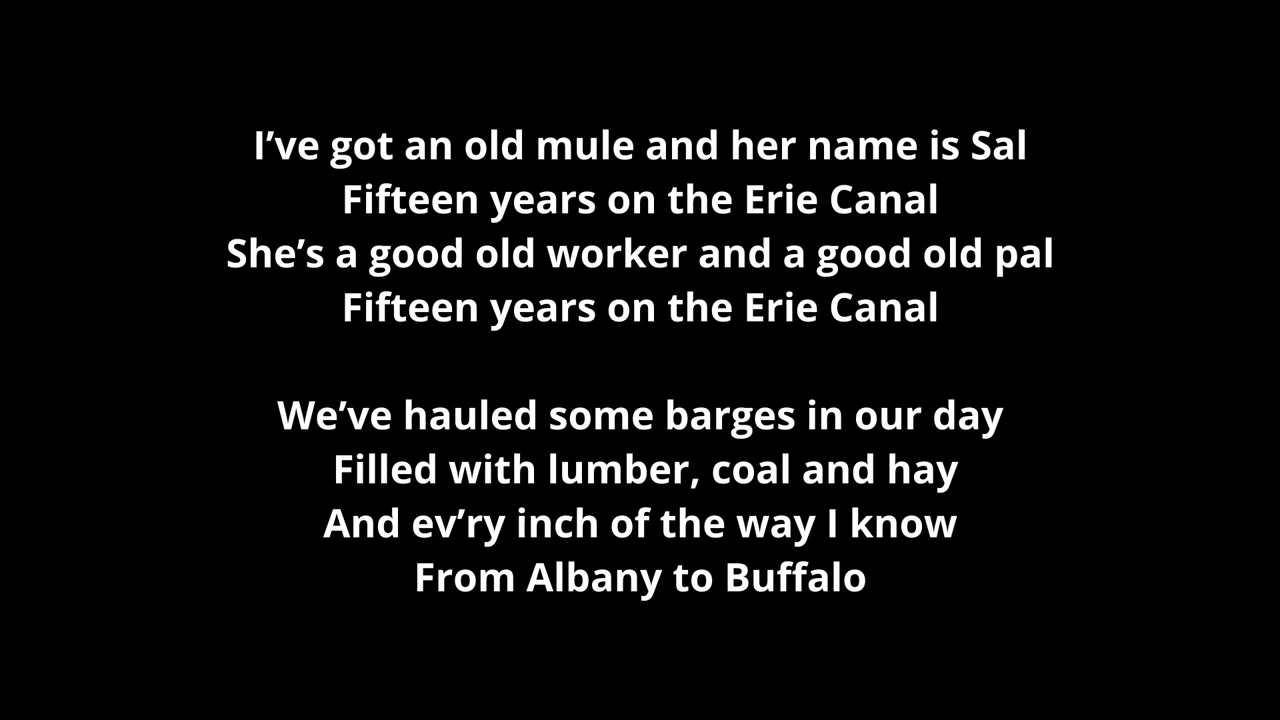 I’ve got an old mule and her name is Sal
Fifteen years on the Erie Canal
She’s a good old worker and a good old pal
Fifteen years on the Erie Canal
We’ve hauled some barges in our day
Filled with lumber, coal and hay
And ev’ry inch of the way I know
From Albany to Buffalo